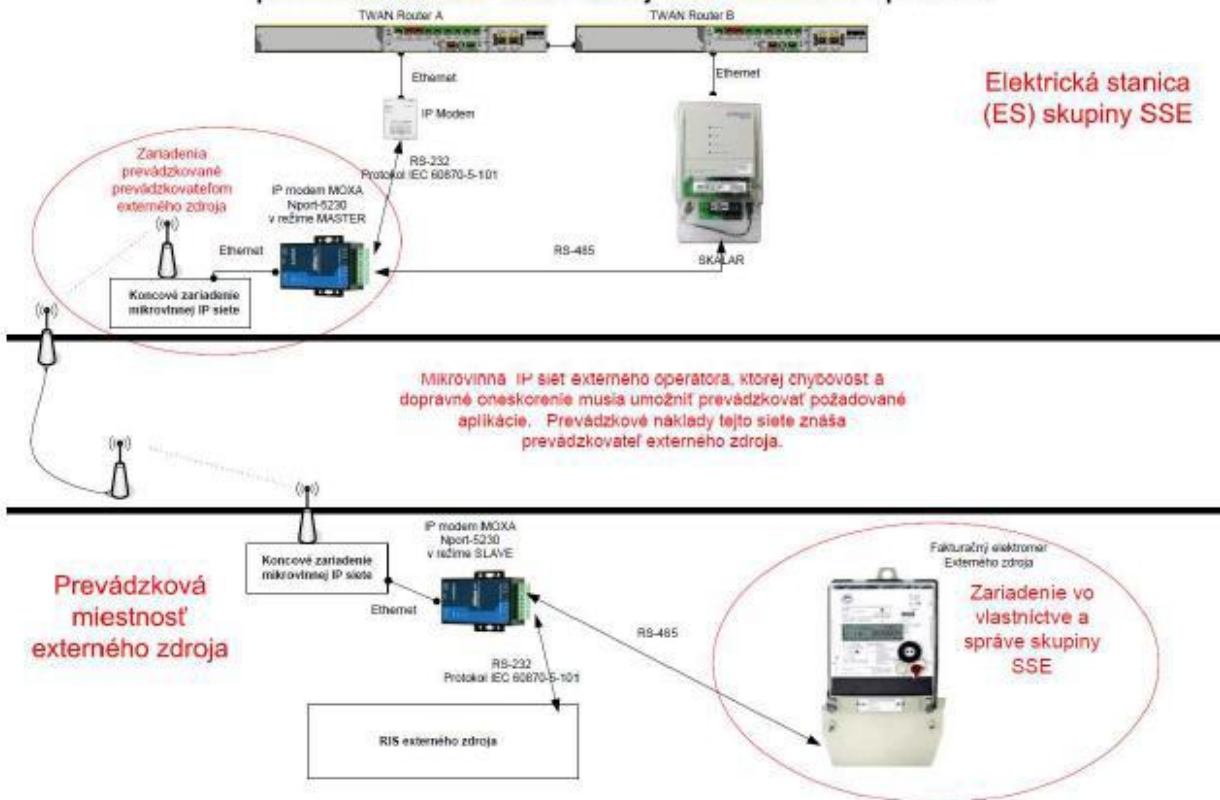 TWAN Router A
TWAN Router B
Ethernet
Ethernet
Elektrická stanica
(ES) skupiny SSE
IP Modem
Zariadenia
prevádzkované
prevádzkovateľom
externého zdroja
RS-232
Protokol IEC 60870-5-101
IP modem MOXA
Nport-5230
v režime MASTER
Ethernet
RS-485
SKALAR
Koncové zariadenie
mikrovlnnej IP siete
Mikrovlnná IP sieť externého operátora, ktorej chybovosť a
dopravné oneskorenie musia umožniť prevádzkovať požadované
aplikácie. Prevádzkové náklady tejto siete znáša
prevádzkovateľ externého zdroja.
IP modem MOXA
Nport-5230
v režime SLAVE
Koncové zariadenie
mikrovlnnej IP siete
Fakturačný elektromer
Externého zdroja
Prevádzková
miestnosť
externého zdroja
Zariadenie vo
vlastníctve a
správe skupiny
SSE
Ethernet
RS-485
RS-232
Protokol IEC 60870-5-101
RIS externého zdroja